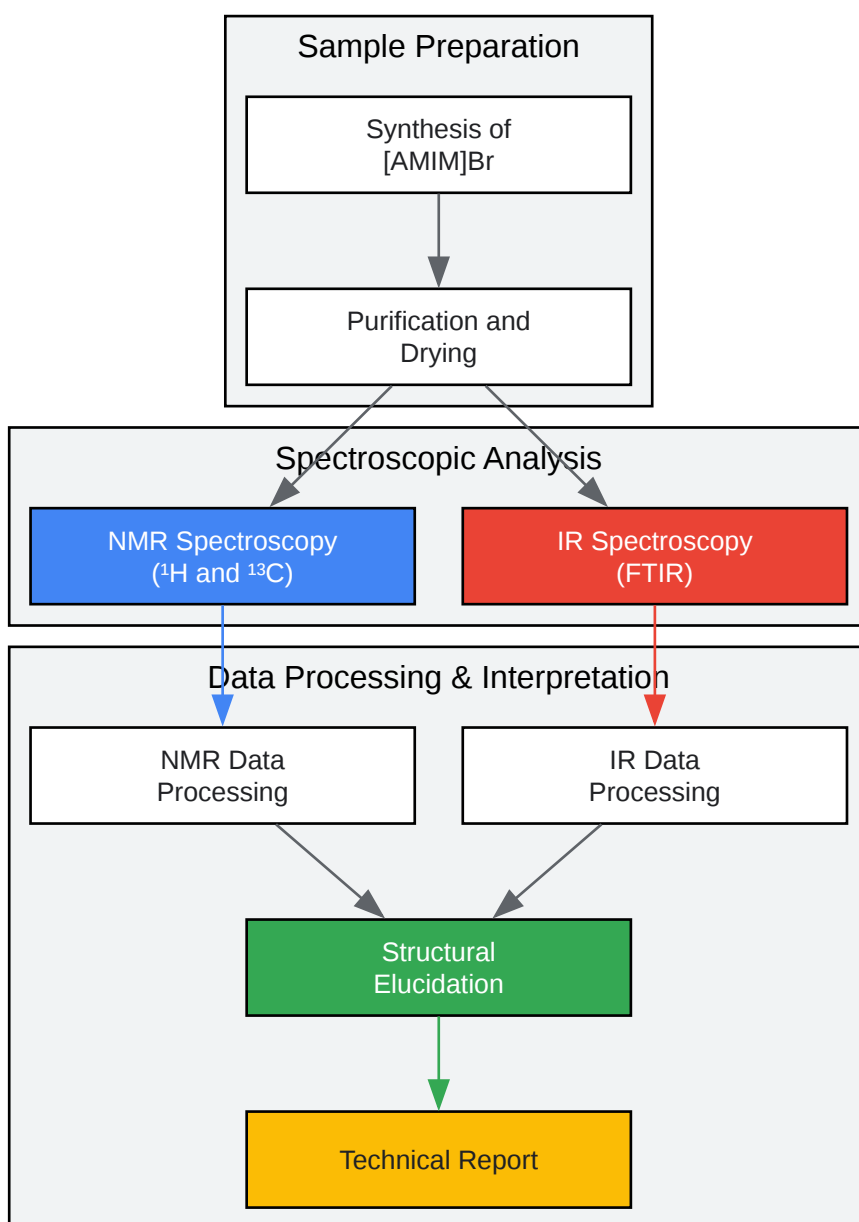 Sample Preparation
Synthesis of
[AMIM]Br
Purification and
Drying
Spectroscopic Analysis
NMR Spectroscopy
(¹H and ¹³C)
IR Spectroscopy
(FTIR)
Data Processing & Interpretation
NMR Data
Processing
IR Data
Processing
Structural
Elucidation
Technical Report